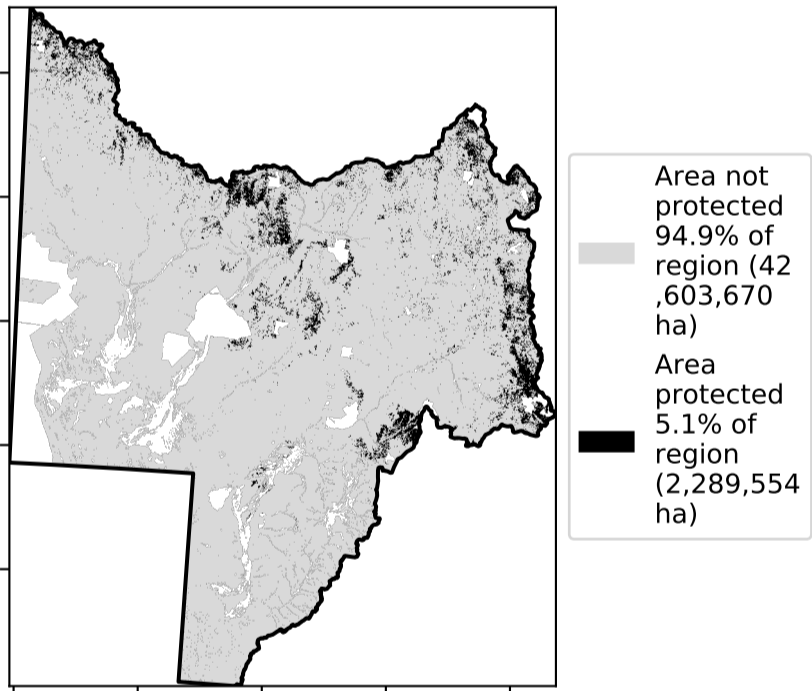 Area not
protected
94.9% of
region (42
,603,670
ha)
Area
protected
5.1% of
region
(2,289,554
ha)